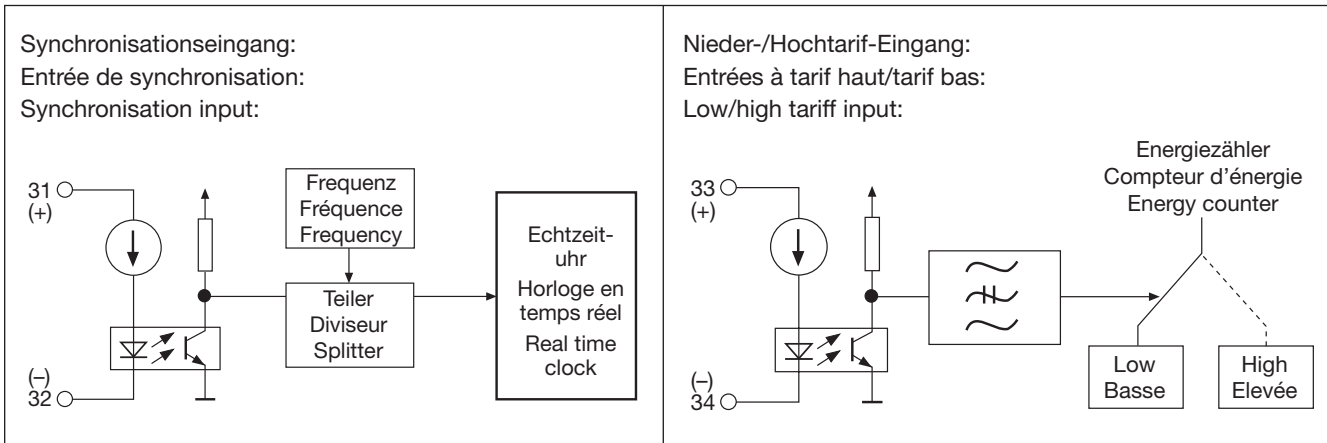 Synchronisationseingang:
Entrée de synchronisation:
Synchronisation input:
31
(+)
Frequenz
Fréquence
Frequency
Teiler
Diviseur
Splitter
Echtzeit-
uhr
Horloge en
temps réel
Real time
clock
(–)
32
Nieder-/Hochtarif-Eingang:
Entrées à tarif haut/tarif bas:
Low/high tariff input:
33
(+)
Energiezähler
Compteur d’énergie
Energy counter
Low
Basse
High
Elevée
(–)
34